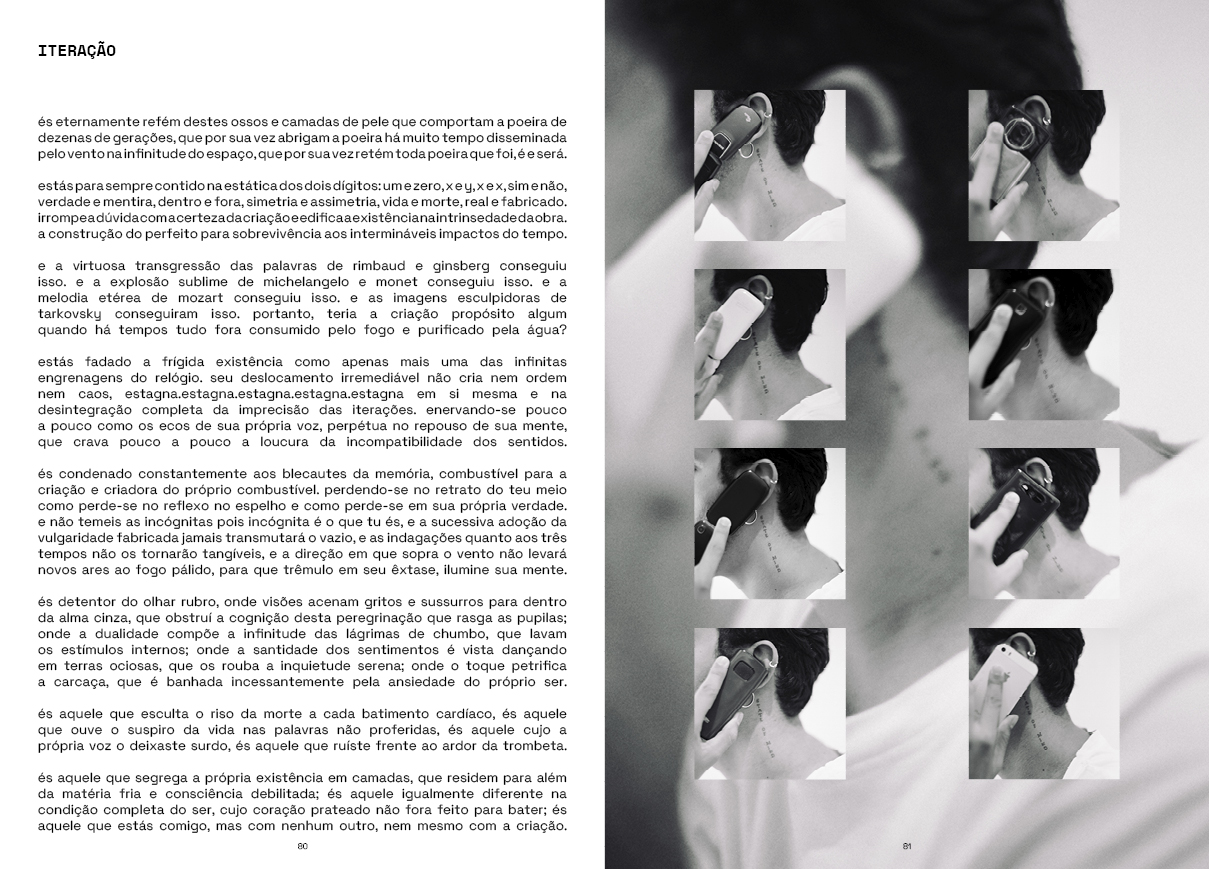 ITERAÇÃO
és eternamente refém destes ossos e camadas de pele que comportam a poeira de
dezenas de gerações, que por sua vez abrigam a poeira há muito tempo disseminada
pelo vento na infinitude do espaço, que por sua vez retém toda poeira que foi, é e será.
estás para sempre contido na estática dos dois dígitos: um e zero, x e y, x e x, sim e não,
verdade e mentira, dentro e fora, simetria e assimetria, vida e morte, real e fabricado.
irrompe a dúvida com a certeza da criação e edifica a existência na intrinsedade da obra.
a construção do perfeito para sobrevivência aos intermináveis impactos do tempo.
e a virtuosa transgressão das palavras de rimbaud e ginsberg conseguiu
isso. e a explosão sublime de michelangelo e monet conseguiu isso. e a
melodia etérea de mozart conseguiu isso. e as imagens esculpidoras de
tarkovsky conseguiram isso. portanto, teria a criação propósito algum
quando há tempos tudo fora consumido pelo fogo e purificado pela água?
estás fadado a frígida existência como apenas mais uma das infinitas
engrenagens do relógio. seu deslocamento irremediável não cria nem ordem
nem caos, estagna.estagna.estagna.estagna.estagna em si mesma e na
desintegração completa da imprecisão das iterações. enervando-se pouco
a pouco como os ecos de sua própria voz, perpétua no repouso de sua mente,
que crava pouco a pouco a loucura da incompatibilidade dos sentidos.
és condenado constantemente aos blecautes da memória, combustível para a
criação e criadora do próprio combustível. perdendo-se no retrato do teu meio
como perde-se no reflexo no espelho e como perde-se em sua própria verdade.
e não temeis as incógnitas pois incógnita é o que tu és, e a sucessiva adoção da
vulgaridade fabricada jamais transmutará o vazio, e as indagações quanto aos três
tempos não os tornarão tangíveis, e a direção em que sopra o vento não levará
novos ares ao fogo pálido, para que trêmulo em seu êxtase, ilumine sua mente.
és detentor do olhar rubro, onde visões acenam gritos e sussurros para dentro
da alma cinza, que obstruí a cognição desta peregrinação que rasga as pupilas;
onde a dualidade compõe a infinitude das lágrimas de chumbo, que lavam
os estímulos internos; onde a santidade dos sentimentos é vista dançando
em terras ociosas, que os rouba a inquietude serena; onde o toque petrifica
a carcaça, que é banhada incessantemente pela ansiedade do próprio ser.
és aquele que esculta o riso da morte a cada batimento cardíaco, és aquele
que ouve o suspiro da vida nas palavras não proferidas, és aquele cujo a
própria voz o deixaste surdo, és aquele que ruíste frente ao ardor da trombeta.
és aquele que segrega a própria existência em camadas, que residem para além
da matéria fria e consciência debilitada; és aquele igualmente diferente na
condição completa do ser, cujo coração prateado não fora feito para bater; és
aquele que estás comigo, mas com nenhum outro, nem mesmo com a criação.
80
81